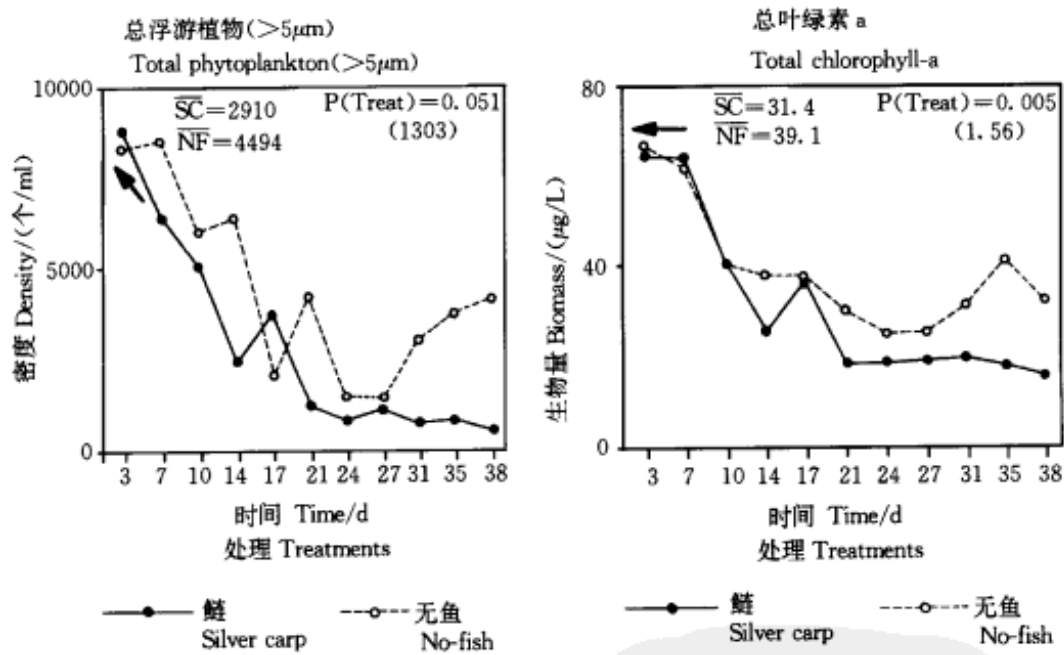 总浮游植物(>5μm)
Total phytoplankton(>5μm)
10000
5000
0
密度 Density/(个/ml)
SC=2910
NF=4494
P(Treat)=0.051
(1303)
3 7 10 14 17 21 24 27 31 35 38
时间 Time/d
处理 Treatments
鲢
Silver carp
无鱼
No-fish
总叶绿素 a
Total chlorophyll-a
80
40
0
生物量 Biomass/(μg/L)
SC=31.4
NF=39.1
P(Treat)=0.005
(1.56)
3 7 10 14 17 21 24 27 31 35 38
时间 Time/d
处理 Treatments
鲢
Silver carp
无鱼
No-fish